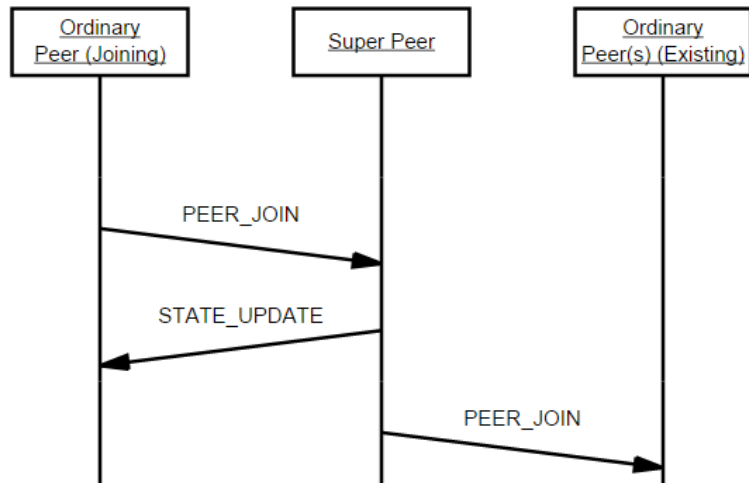 Ordinary
Peer (Joining)
Super Peer
Ordinary
Peer(s) (Existing)
PEER_JOIN
STATE_UPDATE
PEER_JOIN